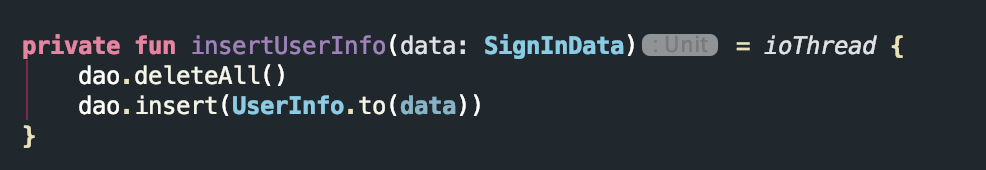 private fun insertUserInfo(data: SignInData) : Unit = ioThread {
    dao.deleteAll()
    dao.insert(UserInfo.to(data))
}